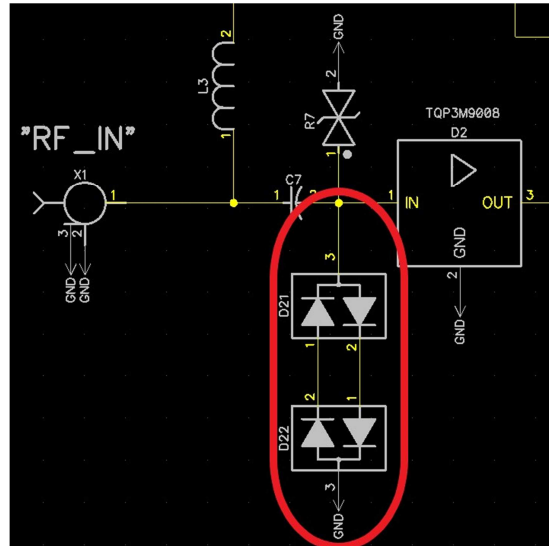 2
L3
1
"RF_IN"
X1
1
3
2
GND
GND
GND
2
R7
1
C7
1
2
TQP3M9008
D2
1
IN
OUT
3
GND
2
GND
3
D21
1
2
2
1
D22
3
GND